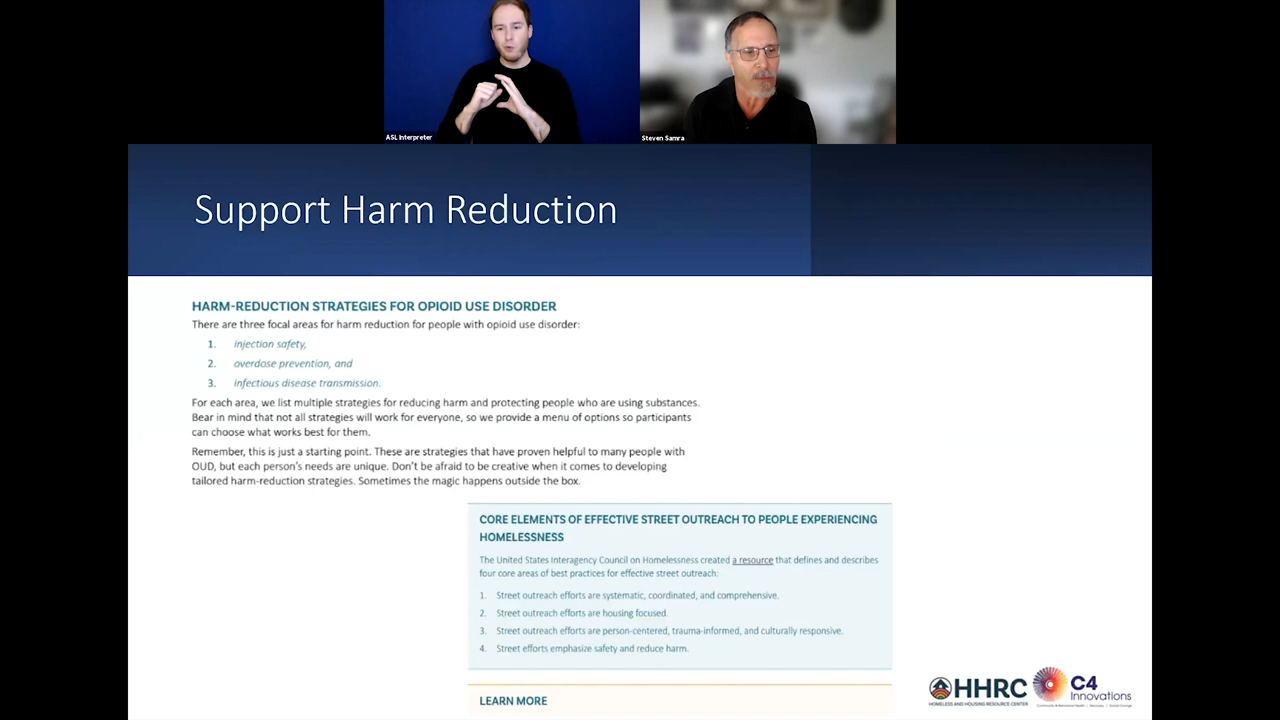 ASL Interpreter
Steven Samra
Support Harm Reduction
HARM-REDUCTION STRATEGIES FOR OPIOID USE DISORDER
There are three focal areas for harm reduction for people with opioid use disorder:
1. injection safety,
2. overdose prevention, and
3. infectious disease transmission.
For each area, we list multiple strategies for reducing harm and protecting people who are using substances.
Bear in mind that not all strategies will work for everyone, so we provide a menu of options so participants
can choose what works best for them.
Remember, this is just a starting point. These are strategies that have proven helpful to many people with
OUD, but each person's needs are unique. Don't be afraid to be creative when it comes to developing
tailored harm-reduction strategies. Sometimes the magic happens outside the box.
CORE ELEMENTS OF EFFECTIVE STREET OUTREACH TO PEOPLE EXPERIENCING
HOMELESSNESS
The United States Interagency Council on Homelessness created a resource that defines and describes
four core areas of best practices for effective street outreach:
1. Street outreach efforts are systematic, coordinated, and comprehensive.
2. Street outreach efforts are housing focused.
3. Street outreach efforts are person-centered, trauma-informed, and culturally responsive.
4. Street efforts emphasize safety and reduce harm.
LEARN MORE
HHRC
HOMELESS AND HOUSING RESOURCE CENTER
C4
Innovations